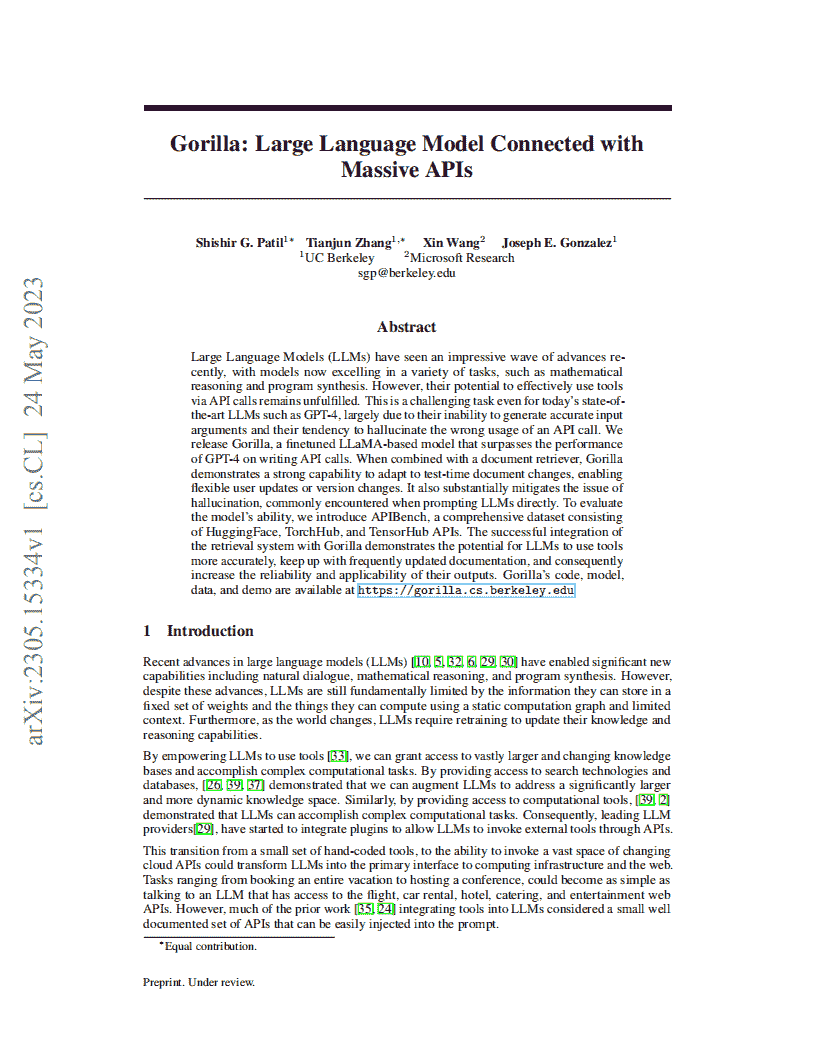 Gorilla: Large Language Model Connected with
Massive APIs
Shishir G. Patil¹* Tianjun Zhang¹,* Xin Wang² Joseph E. Gonzalez¹
¹UC Berkeley ²Microsoft Research
sgp@berkeley.edu
Abstract
Large Language Models (LLMs) have seen an impressive wave of advances re-
cently, with models now excelling in a variety of tasks, such as mathematical
reasoning and program synthesis. However, their potential to effectively use tools
via API calls remains unfulfilled. This is a challenging task even for today's state-of-
the-art LLMs such as GPT-4, largely due to their inability to generate accurate input
arguments and their tendency to hallucinate the wrong usage of an API call. We
release Gorilla, a finetuned LLaMA-based model that surpasses the performance
of GPT-4 on writing API calls. When combined with a document retriever, Gorilla
demonstrates a strong capability to adapt to test-time document changes, enabling
flexible user updates or version changes. It also substantially mitigates the issue of
hallucination, commonly encountered when prompting LLMs directly. To evaluate
the model's ability, we introduce APIBench, a comprehensive dataset consisting
of HuggingFace, TorchHub, and TensorHub APIs. The successful integration of
the retrieval system with Gorilla demonstrates the potential for LLMs to use tools
more accurately, keep up with frequently updated documentation, and consequently
increase the reliability and applicability of their outputs. Gorilla's code, model,
data, and demo are available at https://gorilla.cs.berkeley.edu
1 Introduction
Recent advances in large language models (LLMs) [10, 5, 32, 6, 29, 30] have enabled significant new
capabilities including natural dialogue, mathematical reasoning, and program synthesis. However,
despite these advances, LLMs are still fundamentally limited by the information they can store in a
fixed set of weights and the things they can compute using a static computation graph and limited
context. Furthermore, as the world changes, LLMs require retraining to update their knowledge and
reasoning capabilities.
By empowering LLMs to use tools [33], we can grant access to vastly larger and changing knowledge
bases and accomplish complex computational tasks. By providing access to search technologies and
databases, [26, 39, 37] demonstrated that we can augment LLMs to address a significantly larger
and more dynamic knowledge space. Similarly, by providing access to computational tools, [39, 2]
demonstrated that LLMs can accomplish complex computational tasks. Consequently, leading LLM
providers[29], have started to integrate plugins to allow LLMs to invoke external tools through APIs.
This transition from a small set of hand-coded tools, to the ability to invoke a vast space of changing
cloud APIs could transform LLMs into the primary interface to computing infrastructure and the web.
Tasks ranging from booking an entire vacation to hosting a conference, could become as simple as
talking to an LLM that has access to the flight, car rental, hotel, catering, and entertainment web
APIs. However, much of the prior work [35, 24] integrating tools into LLMs considered a small well
documented set of APIs that can be easily injected into the prompt.
*Equal contribution.
Preprint. Under review.
arXiv:2305.15334v1 [cs.CL] 24 May 2023